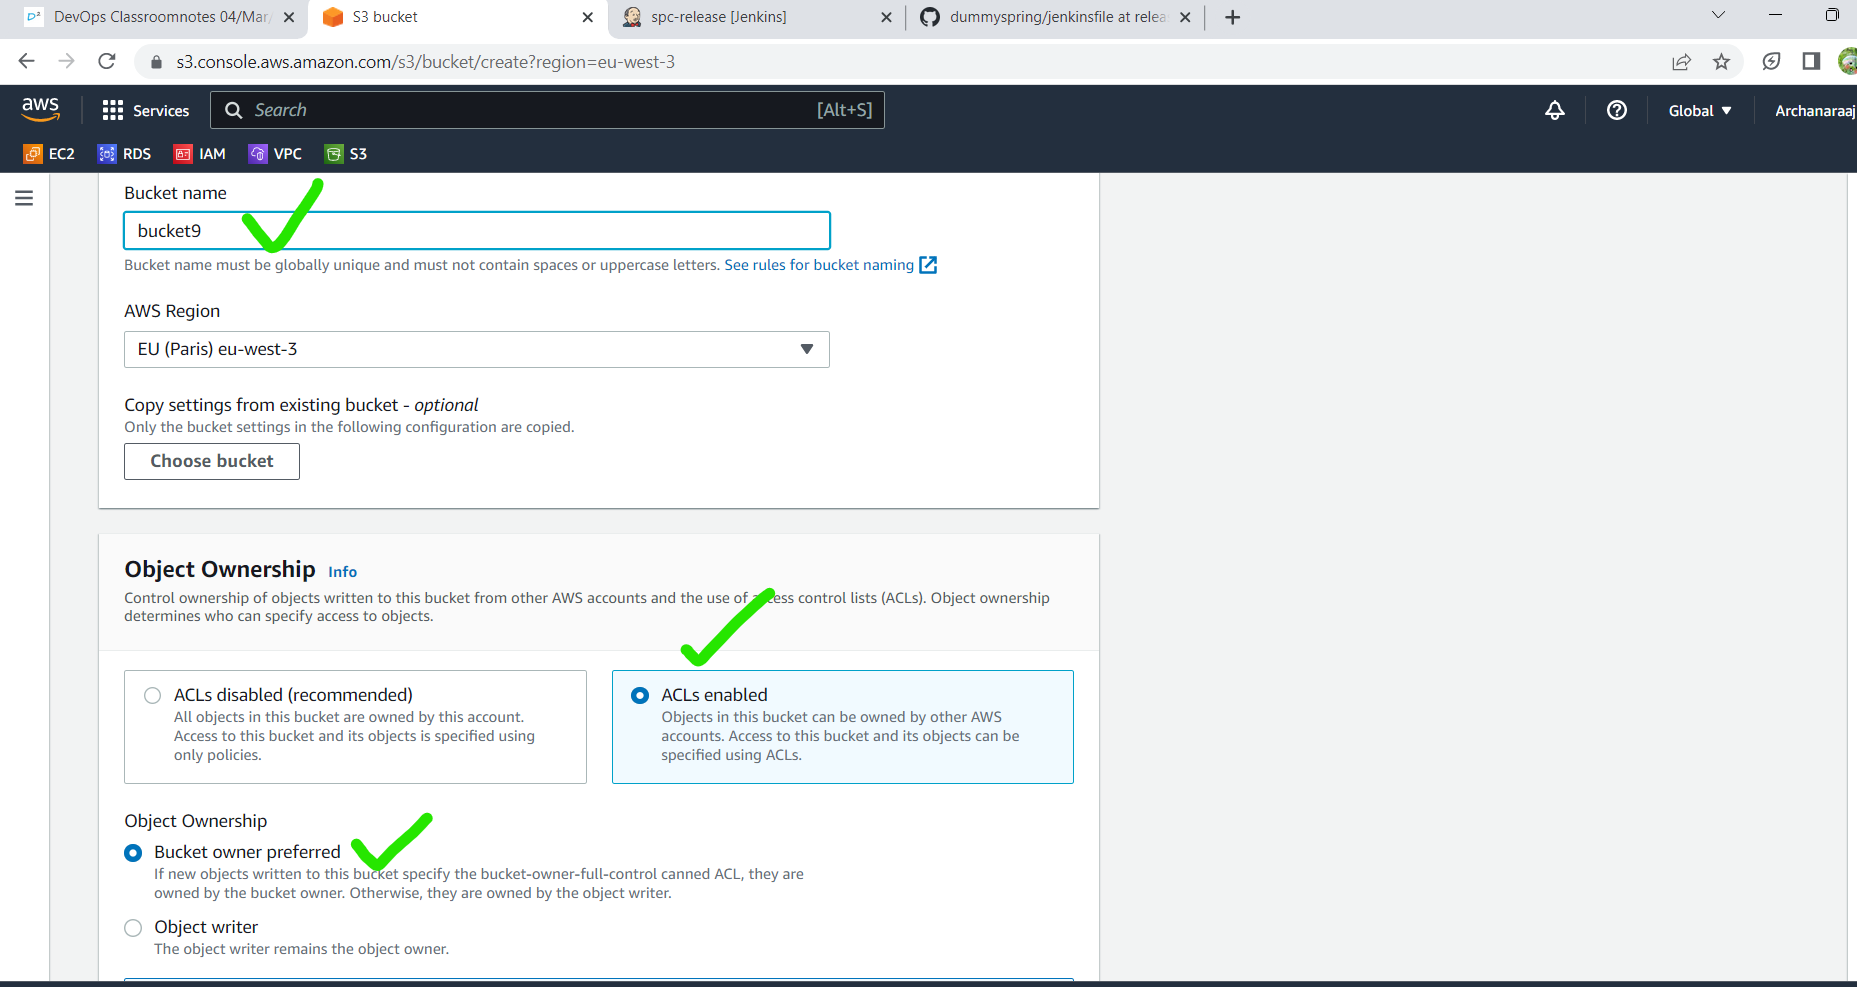 DevOps Classroomnotes 04/Mar/
S3 bucket
spc-release [Jenkins]
dummyspring/jenkinsfile at relea
s3.console.aws.amazon.com/s3/bucket/create?region=eu-west-3
aws
Services
Search
[Alt+S]
Global
Archanaraaj
EC2
RDS
IAM
VPC
S3
Bucket name
bucket9
Bucket name must be globally unique and must not contain spaces or uppercase letters. See rules for bucket naming
AWS Region
EU (Paris) eu-west-3
Copy settings from existing bucket - optional
Only the bucket settings in the following configuration are copied.
Choose bucket
Object Ownership Info
Control ownership of objects written to this bucket from other AWS accounts and the use of access control lists (ACLs). Object ownership
determines who can specify access to objects.
ACLs disabled (recommended)
All objects in this bucket are owned by this account.
Access to this bucket and its objects is specified using
only policies.
ACLs enabled
Objects in this bucket can be owned by other AWS
accounts. Access to this bucket and its objects can be
specified using ACLs.
Object Ownership
Bucket owner preferred
If new objects written to this bucket specify the bucket-owner-full-control canned ACL, they are
owned by the bucket owner. Otherwise, they are owned by the object writer.
Object writer
The object writer remains the object owner.